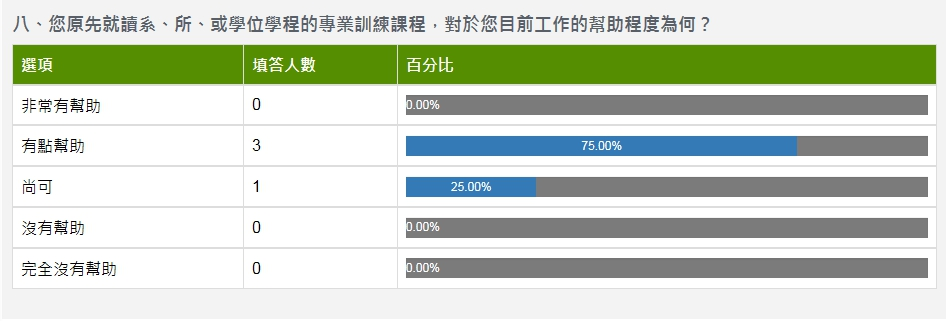 八、您原先就讀系、所、或學位學程的專業訓練課程，對於您目前工作的幫助程度為何？
選項 填答人數 百分比
非常有幫助 0 0.00%
有點幫助 3 75.00%
尚可 1 25.00%
沒有幫助 0 0.00%
完全沒有幫助 0 0.00%